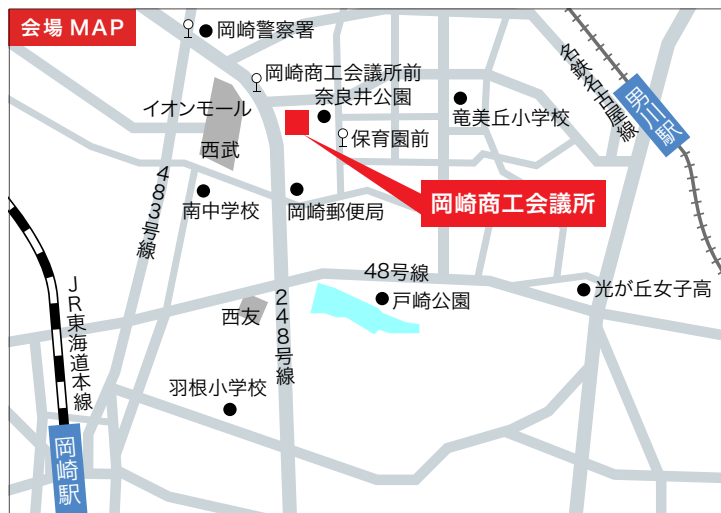 会場 MAP
岡崎警察署
岡崎商工会議所前
奈良井公園
竜美丘小学校
名鉄名古屋線
男川駅
イオンモール
西武
保育園前
483号線
南中学校
岡崎郵便局
岡崎商工会議所
JR東海道本線
48号線
光が丘女子高
戸崎公園
西友
248号線
羽根小学校
岡崎駅